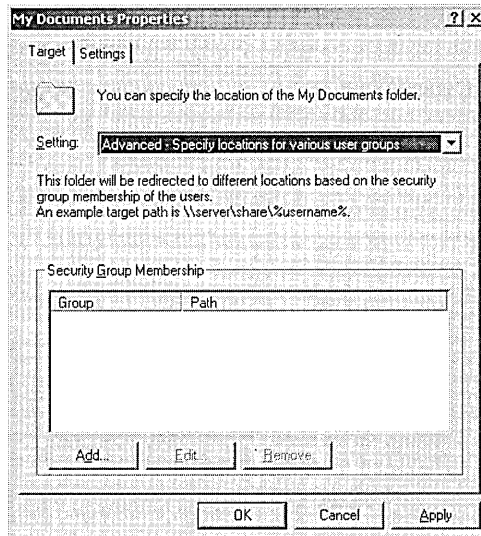 My Documents Properties ? X
Target Settings
You can specify the location of the My Documents folder.
Setting: Advanced - Specify locations for various user groups
This folder will be redirected to different locations based on the security
group membership of the users.
An example target path is \\server\share\%username%.
Security Group Membership
Group Path
Add... Edit... Remove
OK Cancel Apply